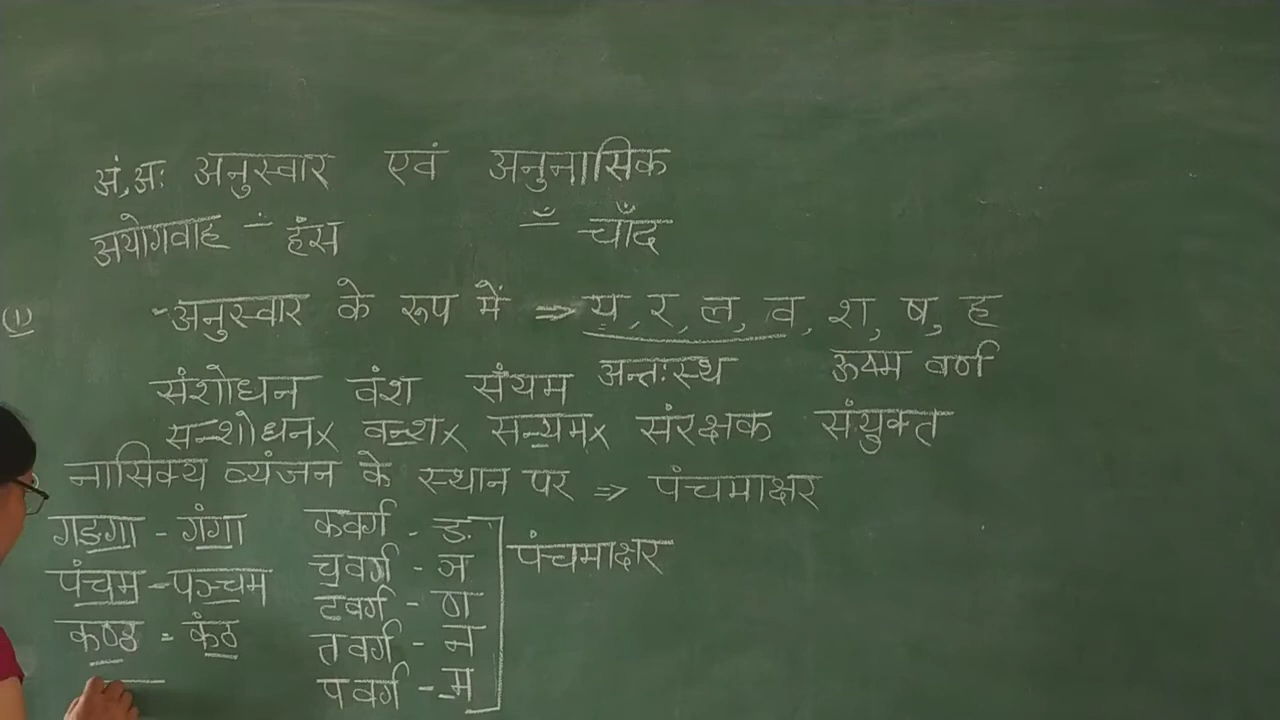 अं,अः अनुस्वार एवं अनुनासिक
अयोगवाह - ं हंस = ँ चाँद
① -अनुस्वार के रूप में ⇒ य, र, ल, व, श, ष, ह
अन्तःस्थ ऊष्म वर्ण
संशोधन वंश संयम
सन्शोधन× वन्श× सन्यम× संरक्षक संयुक्त
नासिक्य व्यंजन के स्थान पर ⇒ पंचमाक्षर
गङगा - गंगा कवर्ग - ङ
पंचम - पञ्चम चवर्ग - ञ पंचमाक्षर
कण्ठ = कंठ टवर्ग - ण
तवर्ग - न
पवर्ग - म